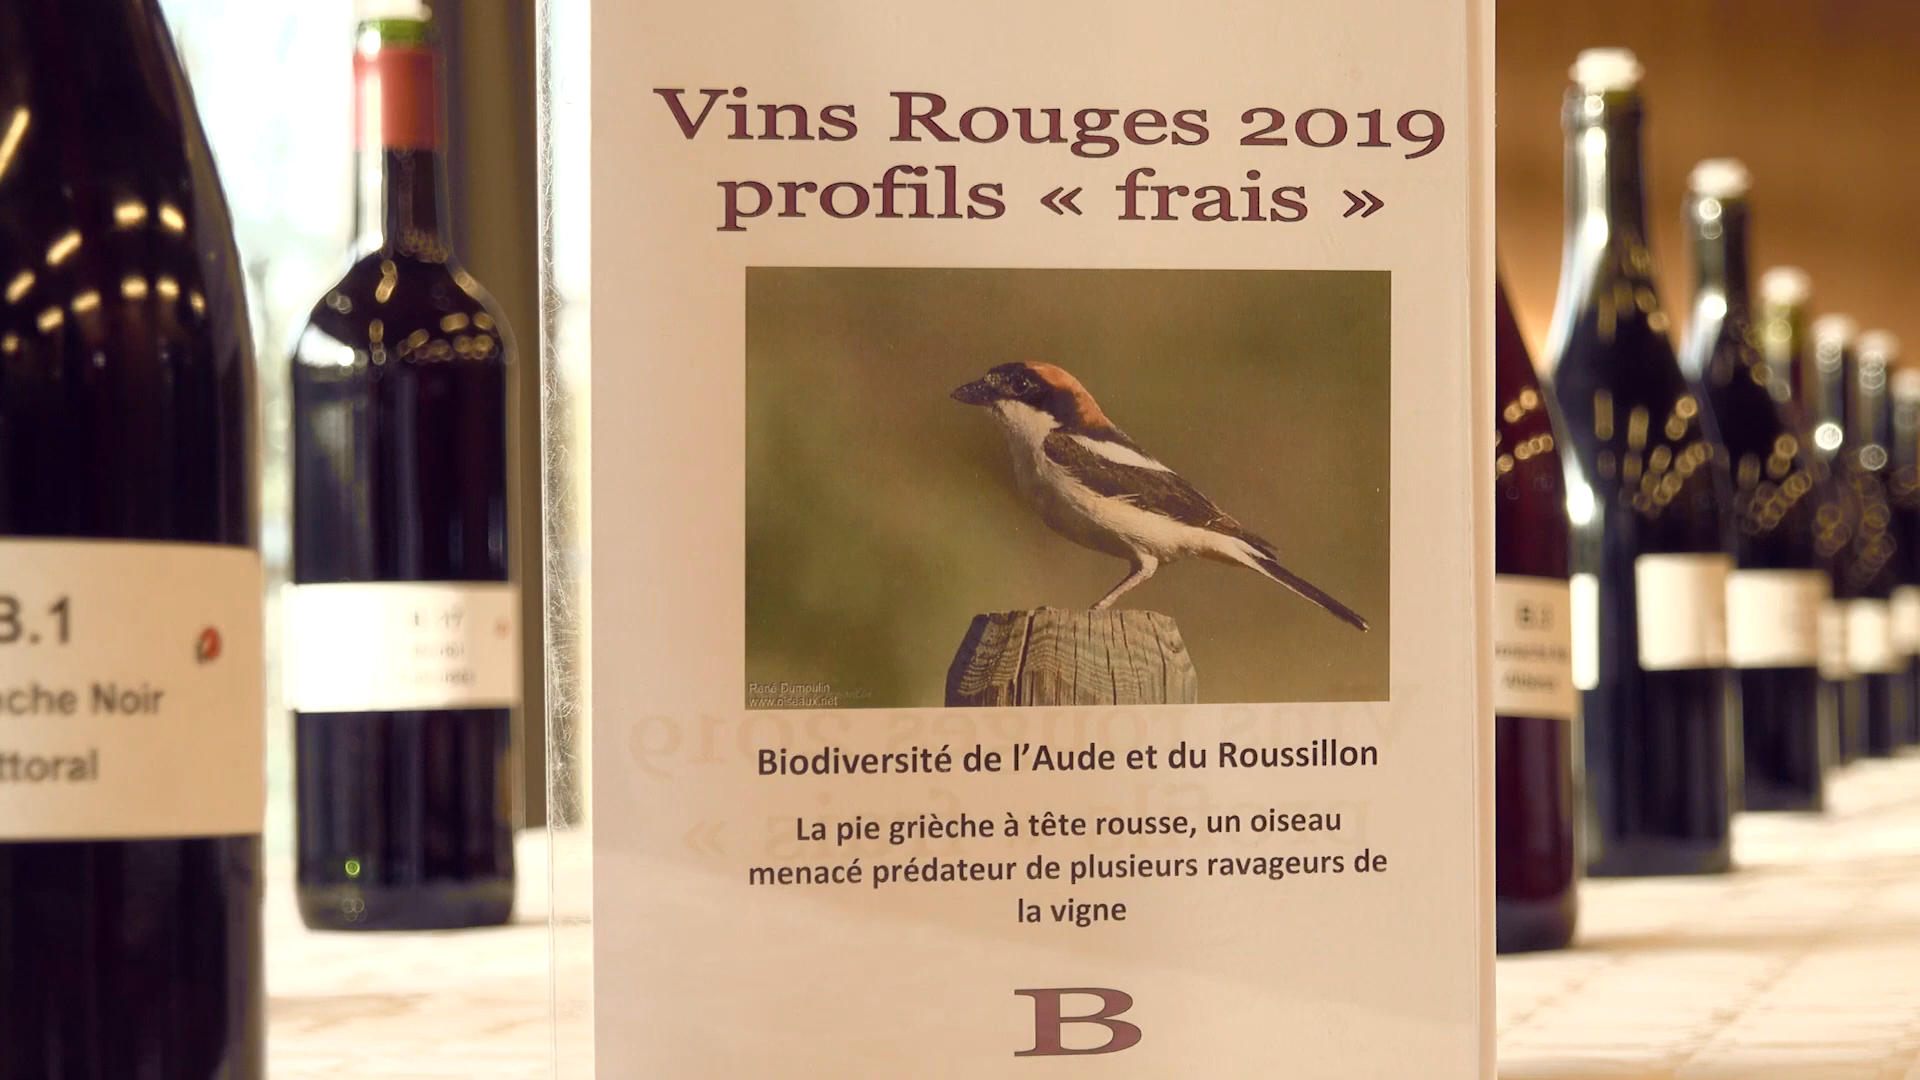 Vins Rouges 2019
profils « frais »
René Dumoulin
www.oiseaux.net
Biodiversité de l'Aude et du Roussillon
La pie grièche à tête rousse, un oiseau
menacé prédateur de plusieurs ravageurs de
la vigne
B
B.1
oche Noir
ttoral